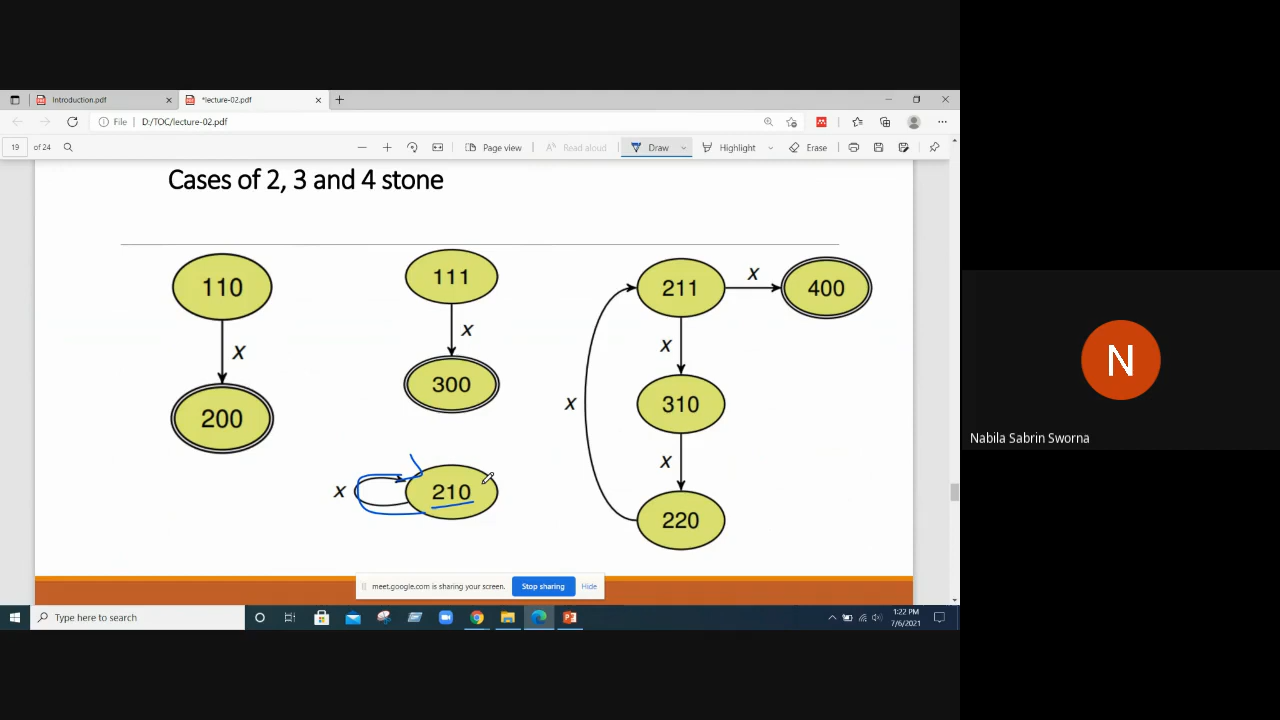 Introduction.pdf
*lecture-02.pdf
File
D:/TOC/lecture-02.pdf
19 of 24
Page view
Read aloud
Draw
Highlight
Erase
Cases of 2, 3 and 4 stone
110
x
200
111
x
300
x
210
211
x
400
x
310
x
x
220
meet.google.com is sharing your screen.
Stop sharing
Hide
Type here to search
1:22 PM
7/6/2021
N
Nabila Sabrin Sworna